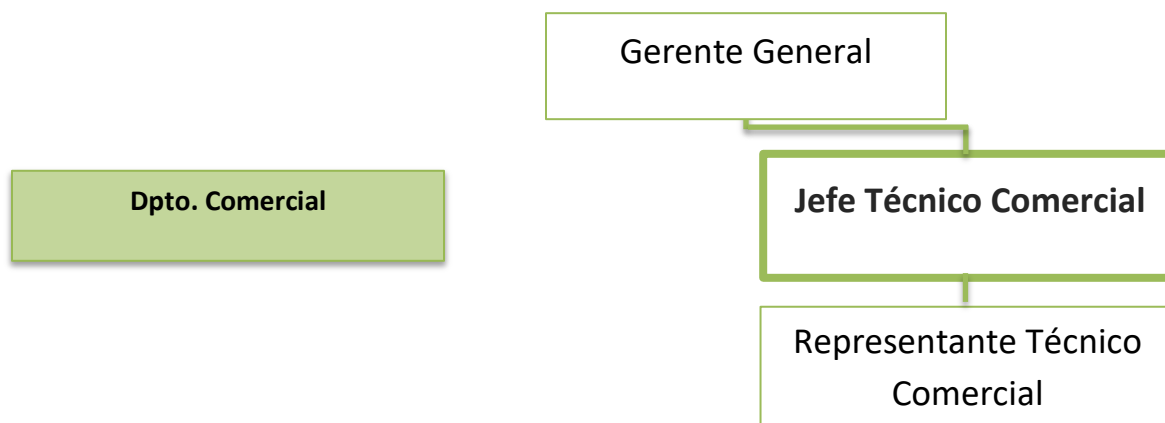 Gerente General
Dpto. Comercial
Jefe Técnico Comercial
Representante Técnico
Comercial